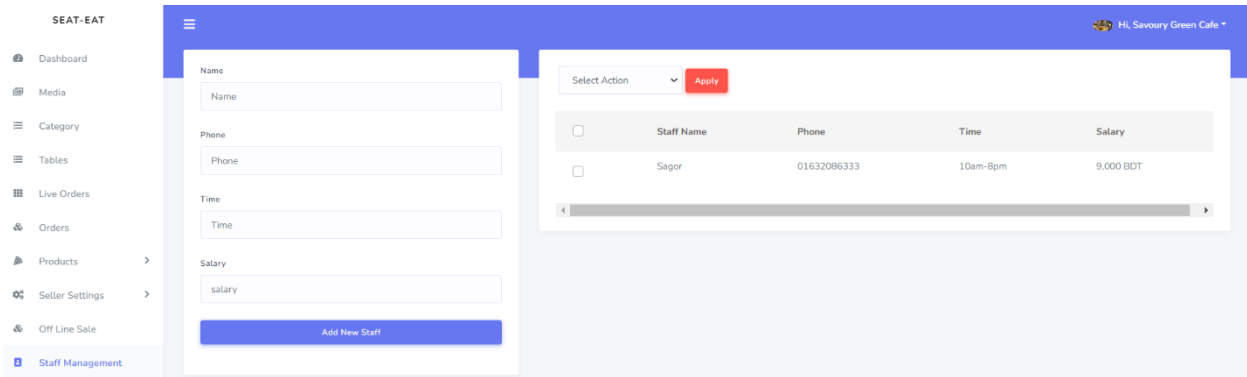 SEAT-EAT
Hi, Savoury Green Cafe
Dashboard
Media
Category
Tables
Live Orders
Orders
Products
Seller Settings
Off Line Sale
Staff Management
Name
Name
Phone
Phone
Time
Time
Salary
salary
Add New Staff
Select Action
Apply
Staff Name Phone Time Salary
Sagor 01632086333 10am-8pm 9,000 BDT